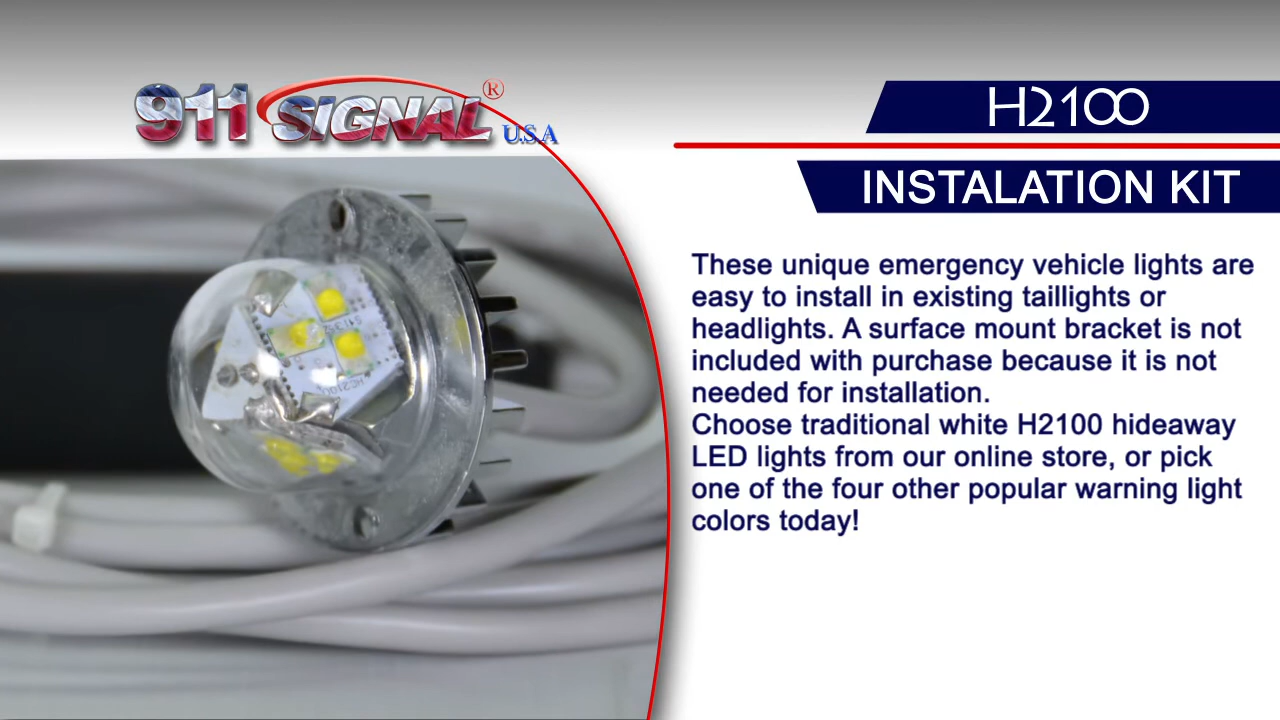 911 SIGNAL® U.S.A
H2100
INSTALATION KIT
These unique emergency vehicle lights are
easy to install in existing taillights or
headlights. A surface mount bracket is not
included with purchase because it is not
needed for installation.
Choose traditional white H2100 hideaway
LED lights from our online store, or pick
one of the four other popular warning light
colors today!